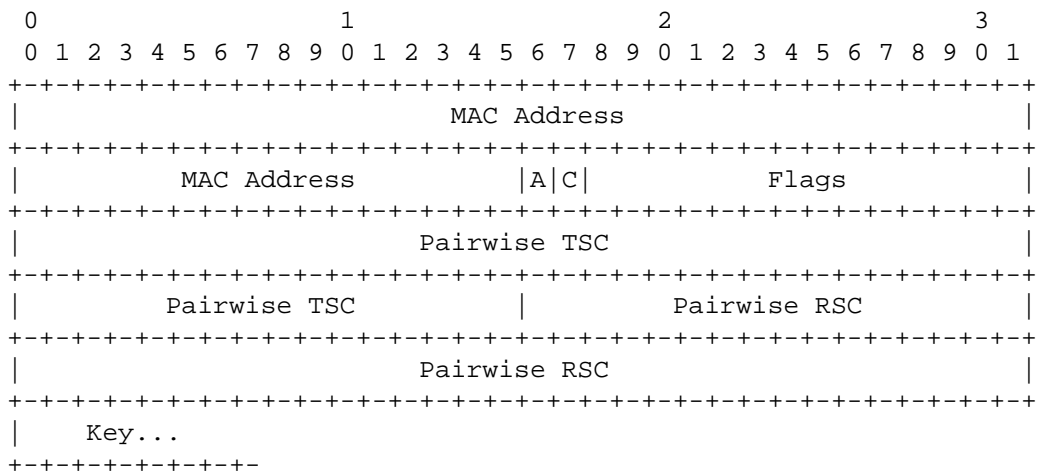 0                   1                   2                   3
 0 1 2 3 4 5 6 7 8 9 0 1 2 3 4 5 6 7 8 9 0 1 2 3 4 5 6 7 8 9 0 1
+-+-+-+-+-+-+-+-+-+-+-+-+-+-+-+-+-+-+-+-+-+-+-+-+-+-+-+-+-+-+-+-+
|                          MAC Address                          |
+-+-+-+-+-+-+-+-+-+-+-+-+-+-+-+-+-+-+-+-+-+-+-+-+-+-+-+-+-+-+-+-+
|          MAC Address          |A|C|           Flags           |
+-+-+-+-+-+-+-+-+-+-+-+-+-+-+-+-+-+-+-+-+-+-+-+-+-+-+-+-+-+-+-+-+
|                         Pairwise TSC                          |
+-+-+-+-+-+-+-+-+-+-+-+-+-+-+-+-+-+-+-+-+-+-+-+-+-+-+-+-+-+-+-+-+
|         Pairwise TSC          |         Pairwise RSC          |
+-+-+-+-+-+-+-+-+-+-+-+-+-+-+-+-+-+-+-+-+-+-+-+-+-+-+-+-+-+-+-+-+
|                         Pairwise RSC                          |
+-+-+-+-+-+-+-+-+-+-+-+-+-+-+-+-+-+-+-+-+-+-+-+-+-+-+-+-+-+-+-+-+
|    Key...
+-+-+-+-+-+-+-+-